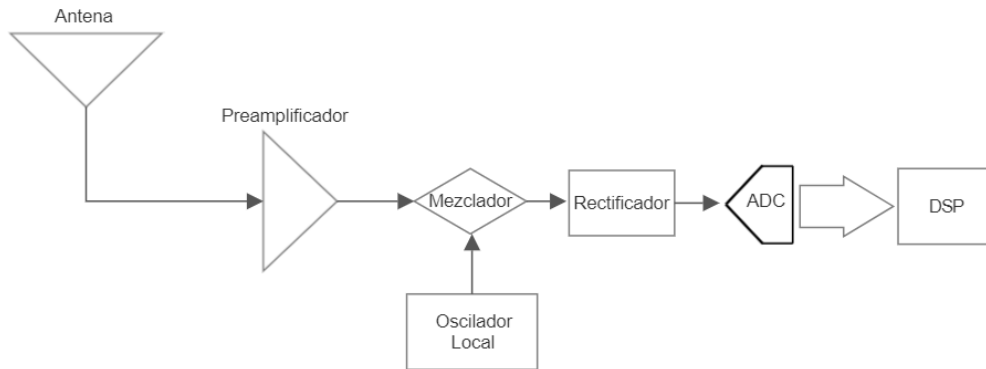 Antena
Preamplificador
Mezclador
Rectificador
ADC
DSP
Oscilador
Local